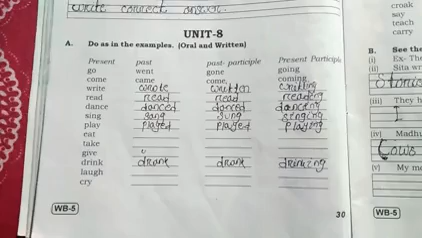 write correct answer.
UNIT-8
A. Do as in the examples. (Oral and Written)
Present past past- participle Present Participle
go went gone going
come came come, coming
write wrote written writting
read read read reading
dance danced danced danceng
sing sang sung singing
play played played playing
eat
take
give
drink drank drank drinking
laugh
cry
WB-5
30
croak
say
teach
carry
B. See the
(i) Ex- The
(ii) Sita wr
Stories
(iii) They h
I
(iv) Madhu
Cows
(v) My mo
WB-5